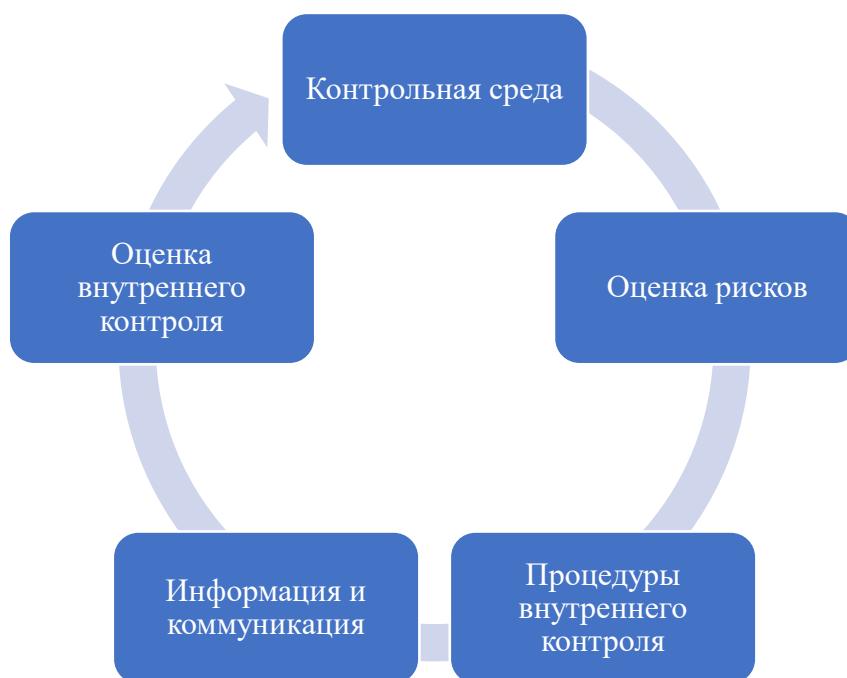 Контрольная среда
Оценка рисков
Процедуры
внутреннего
контроля
Информация и
коммуникация
Оценка
внутреннего
контроля